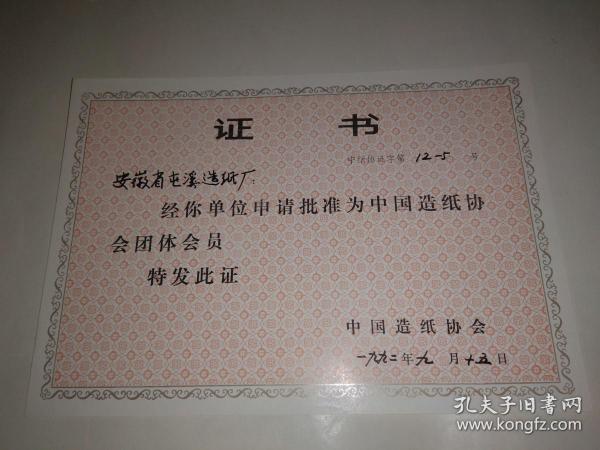 证 书
中纸协证字第 12-5 号
安徽省屯溪造纸厂:
经你单位申请批准为中国造纸协
会团体会员
特发此证
中国造纸协会
一九九二年九月十五日
孔夫子旧书网
www.kongfz.com